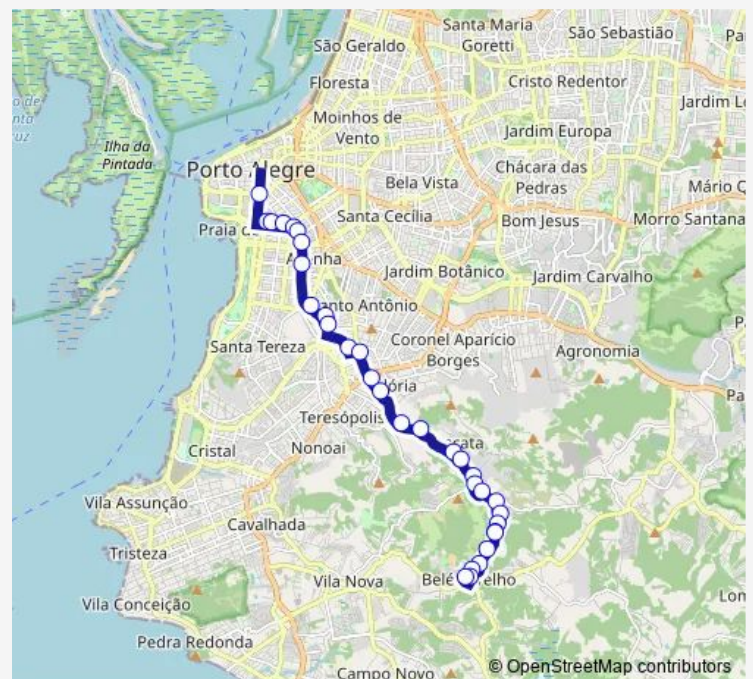 Santa Maria
Goretti
São Sebastião
São Geraldo
Floresta
Cristo Redentor
Moinhos de
Vento
Jardim Europa
Ilha da
Pintada
Porto Alegre
Bela Vista
Chácara das
Pedras
Mário
Santa Cecília
Bom Jesus
Morro Santana
Praia
Jardim Botânico
Jardim Carvalho
Antônio
Santa Tereza
Coronel Aparício
Borges
Agronomia
Teresópolis
Nonoai
Cristal
Vila Assunção
Cavalhada
Tristeza
Vila Nova
Vila Conceição
Pedra Redonda
Campo Novo
© OpenStreetMap contributors